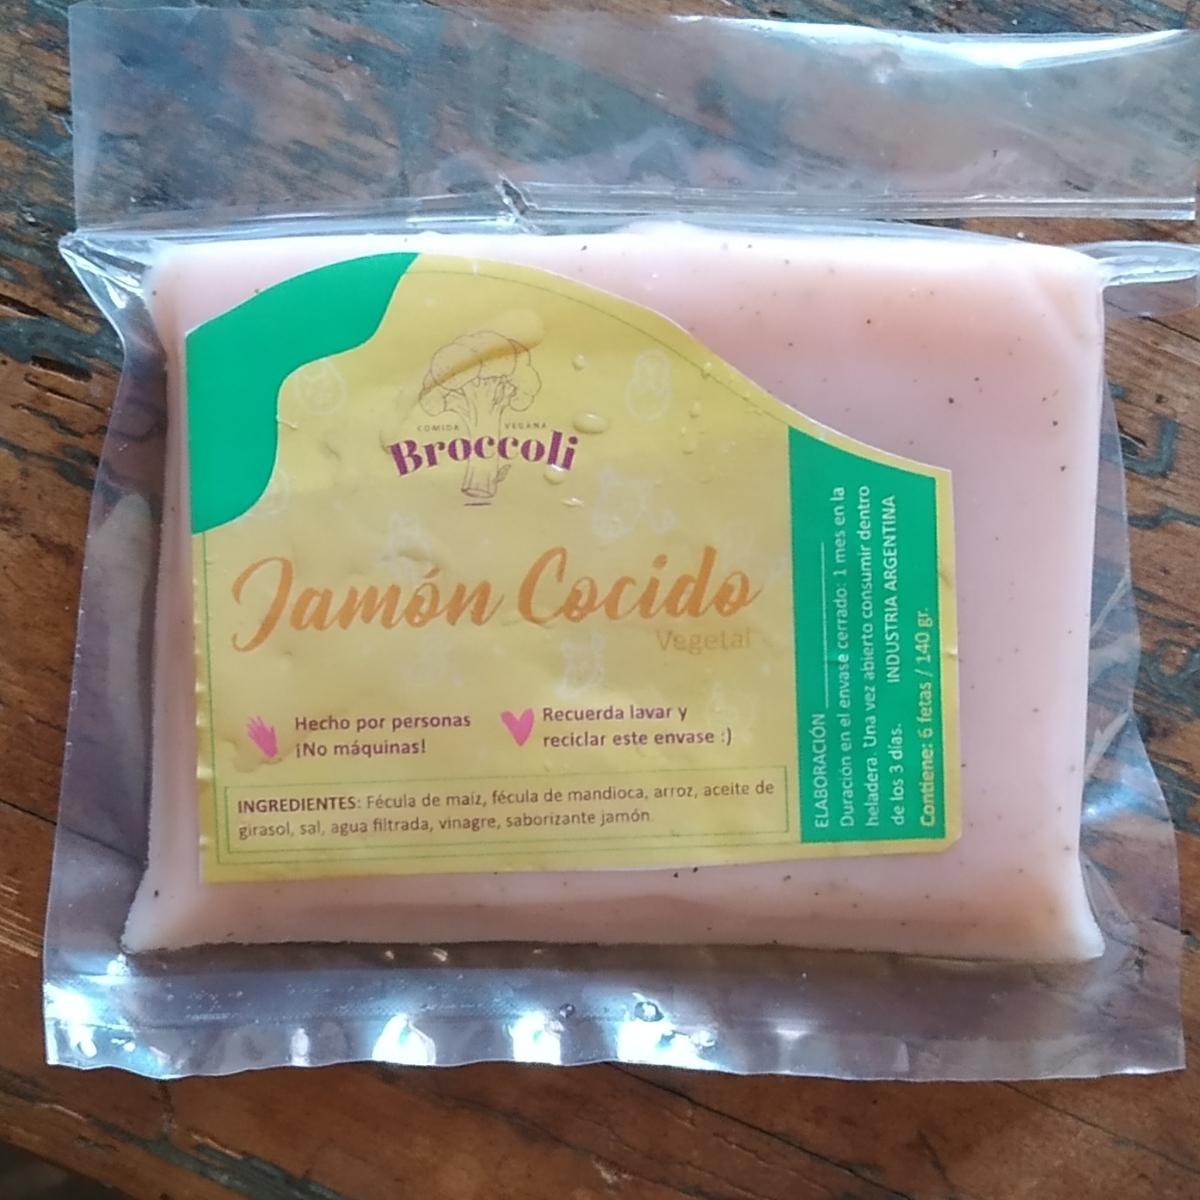 COMIDA VEGANA
Broccoli
Jamón Cocido
Vegetal
Hecho por personas
¡No máquinas!
Recuerda lavar y
reciclar este envase :)
INGREDIENTES: Fécula de maíz, fécula de mandioca, arroz, aceite de
girasol, sal, agua filtrada, vinagre, saborizante jamón.
ELABORACIÓN
Duración en el envase cerrado: 1 mes en la
heladera. Una vez abierto consumir dentro
de los 3 días. INDUSTRIA ARGENTINA
Contiene: 6 fetas / 140 gr.